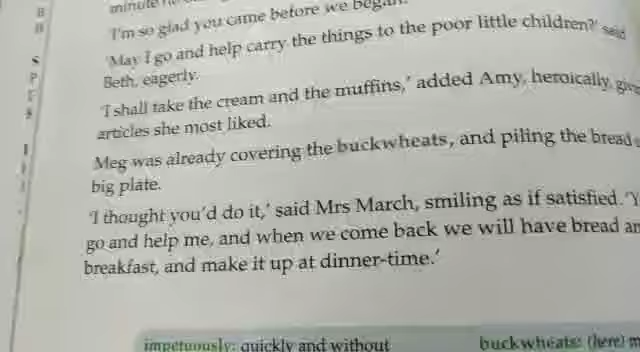 minute
I'm so glad you came before we began.
'May I go and help carry the things to the poor little children?' said
Beth, eagerly.
'I shall take the cream and the muffins,' added Amy, heroically,
articles she most liked.
Meg was already covering the buckwheats, and piling the bread
big plate.
'I thought you'd do it,' said Mrs March, smiling as if satisfied.
go and help me, and when we come back we will have bread
breakfast, and make it up at dinner-time.'
impetuously: quickly and without
buckwheats: (here)